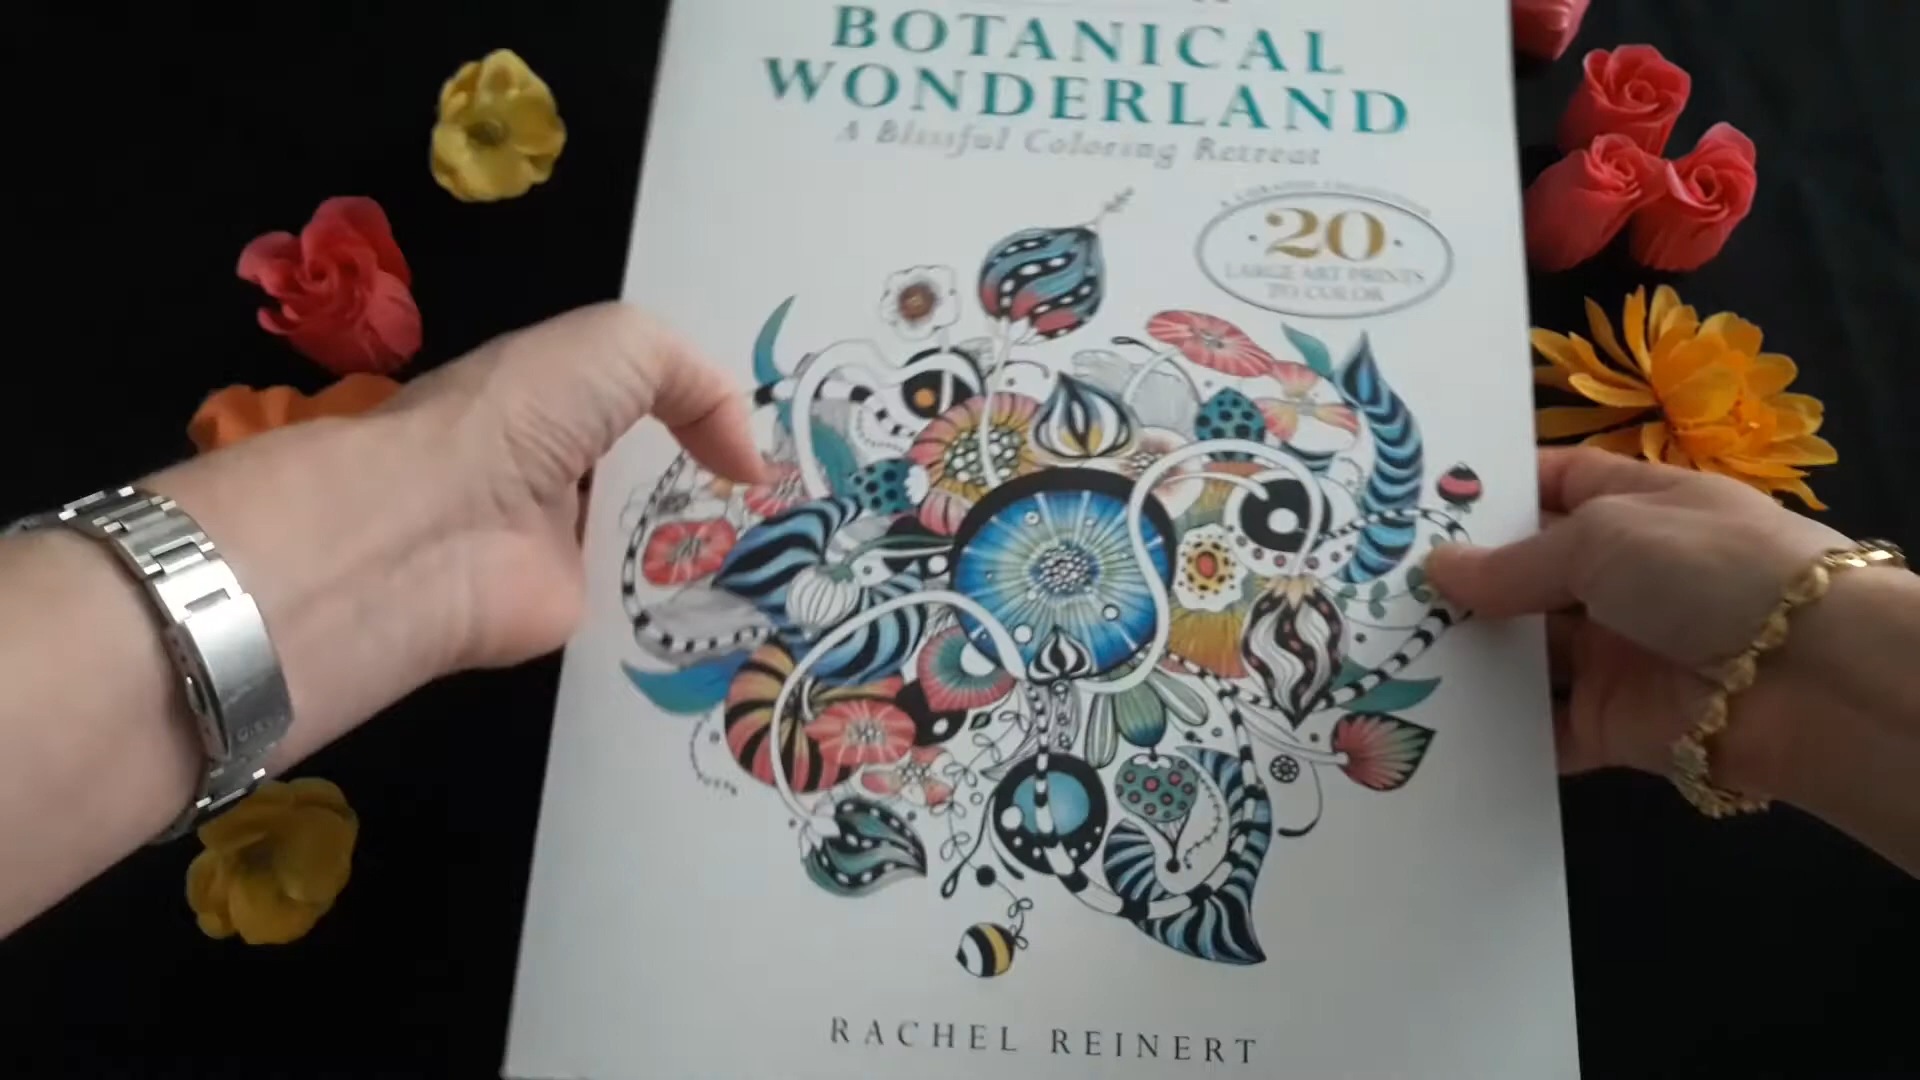 BOTANICAL
WONDERLAND
A Blissful Coloring Retreat
20
LARGE ART PRINTS
TO COLOR
RACHEL REINERT